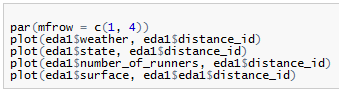 par(mfrow = c(1, 4))
plot(eda1$weather, eda1$distance_id)
plot(eda1$state, eda1$distance_id)
plot(eda1$number_of_runners, eda1$distance_id)
plot(eda1$surface, eda1$eda1$distance_id)